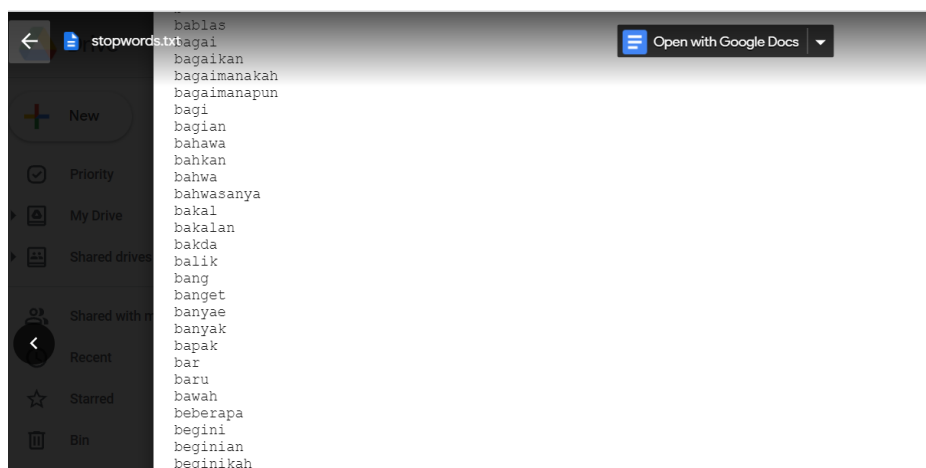 bablas
stopwords.txt
Open with Google Docs
bagai
bagaikan
bagaimanakah
bagaimanapun
bagi
bagian
bahawa
bahkan
bahwa
bahwasanya
bakal
bakalan
bakda
balik
bang
banget
banyae
banyak
bapak
bar
baru
bawah
beberapa
begini
beginian
beginikah
New
Priority
My Drive
Shared drives
Shared with
Recent
Starred
Bin